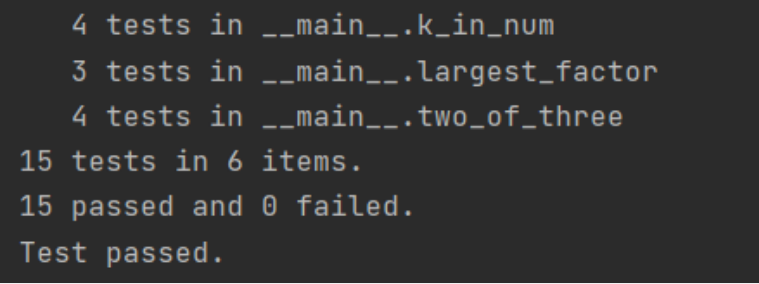 4 tests in __main__.k_in_num
3 tests in __main__.largest_factor
4 tests in __main__.two_of_three
15 tests in 6 items.
15 passed and 0 failed.
Test passed.